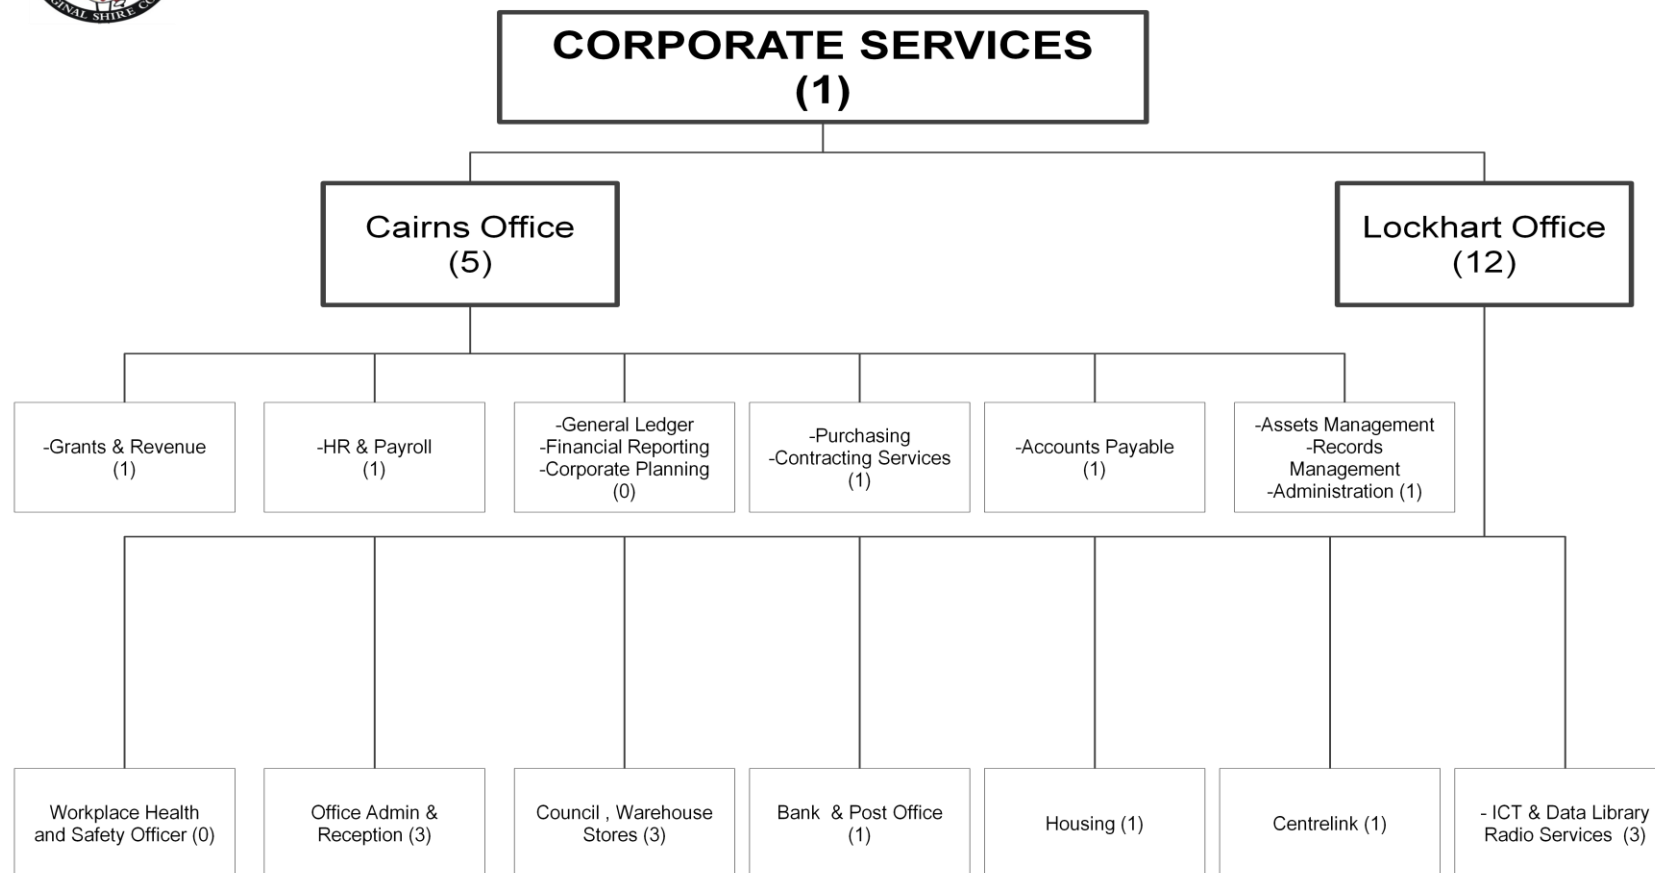 GINAL SHIRE CO
CORPORATE SERVICES
(1)
Cairns Office
(5)
Lockhart Office
(12)
-Grants & Revenue
(1)
-HR & Payroll
(1)
-General Ledger
-Financial Reporting
-Corporate Planning
(0)
-Purchasing
-Contracting Services
(1)
-Accounts Payable
(1)
-Assets Management
-Records
Management
-Administration (1)
Workplace Health
and Safety Officer (0)
Office Admin &
Reception (3)
Council , Warehouse
Stores (3)
Bank & Post Office
(1)
Housing (1)
Centrelink (1)
- ICT & Data Library
Radio Services (3)